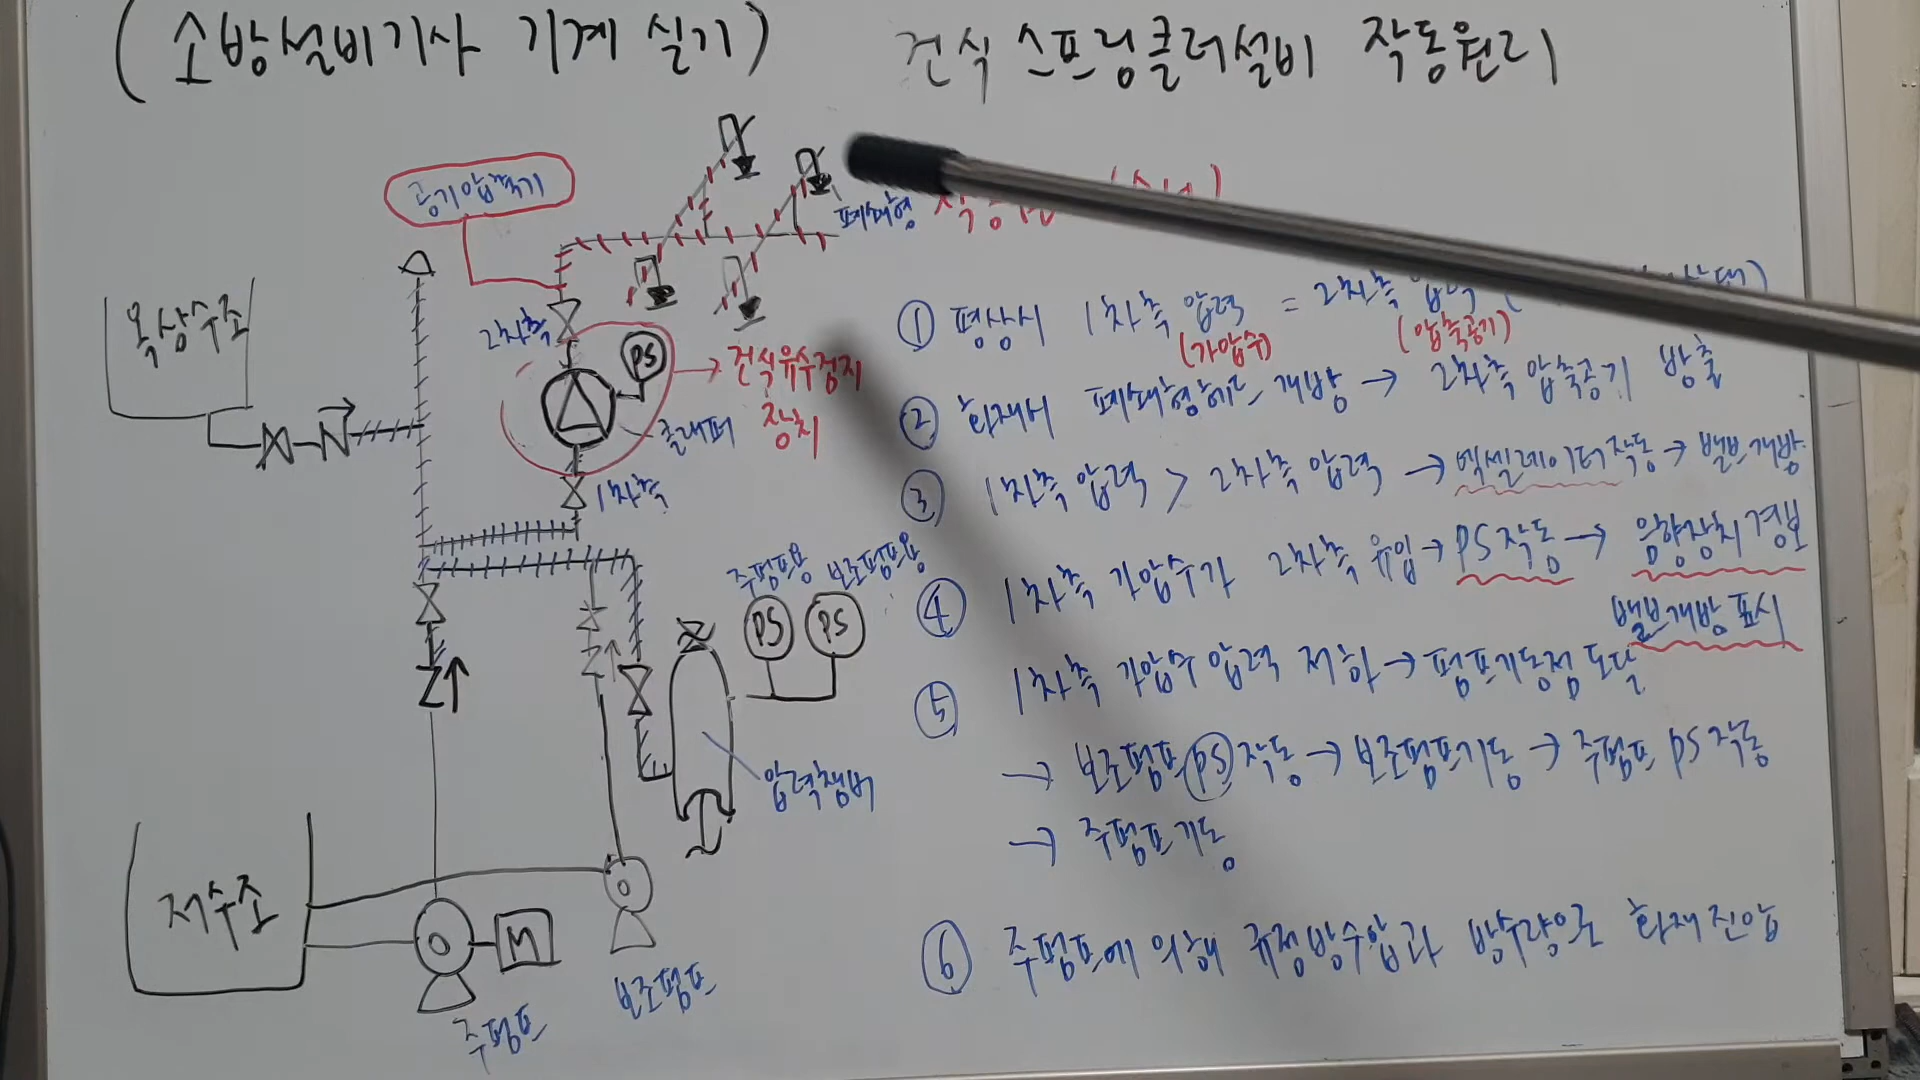 (소방설비기사 기계 실기) 건식 스프링클러설비 작동원리
공기압축기
폐쇄형
옥상수조
2차측
PS
건식유수검지
장치
클래퍼
1차측
주펌프용
보조펌프용
PS
PS
압력챔버
저수조
M
주펌프
보조펌프
① 평상시 1차측 압력 = 2차측
(가압수) (압축공기)
② 화재시 폐쇄형헤드 개방 → 2차측 압축공기 방출
③ 1차측 압력 > 2차측 압력 → 엑셀레이터작동 → 밸브개방
④ 1차측 가압수가 2차측 유입 → PS작동 → 음향장치경보
밸브개방표시
⑤ 1차측 가압수 압력 저하 → 펌프기동점 도달
→ 보조펌프 PS 작동 → 보조펌프기동 → 주펌프 PS작동
→ 주펌프기동
⑥ 주펌프에 의해 규정방수압과 방수량으로 화재진압